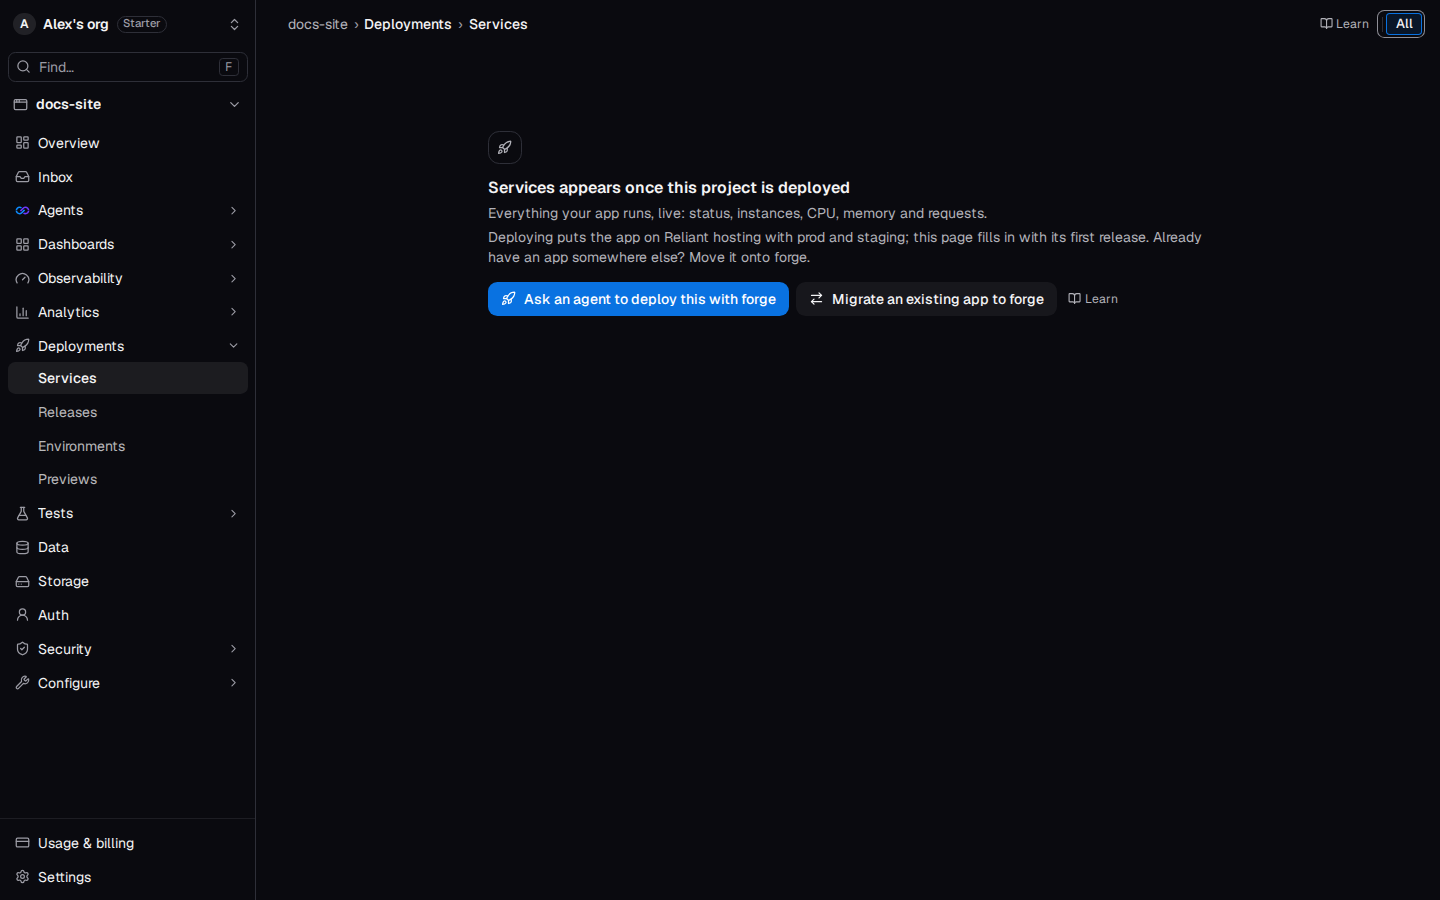 A Alex's org Starter
Find... F
docs-site
Overview
Inbox
Agents
Dashboards
Observability
Analytics
Deployments
Services
Releases
Environments
Previews
Tests
Data
Storage
Auth
Security
Configure
Usage & billing
Settings
docs-site › Deployments › Services
Learn All
Services appears once this project is deployed
Everything your app runs, live: status, instances, CPU, memory and requests.
Deploying puts the app on Reliant hosting with prod and staging; this page fills in with its first release. Already
have an app somewhere else? Move it onto forge.
Ask an agent to deploy this with forge Migrate an existing app to forge Learn